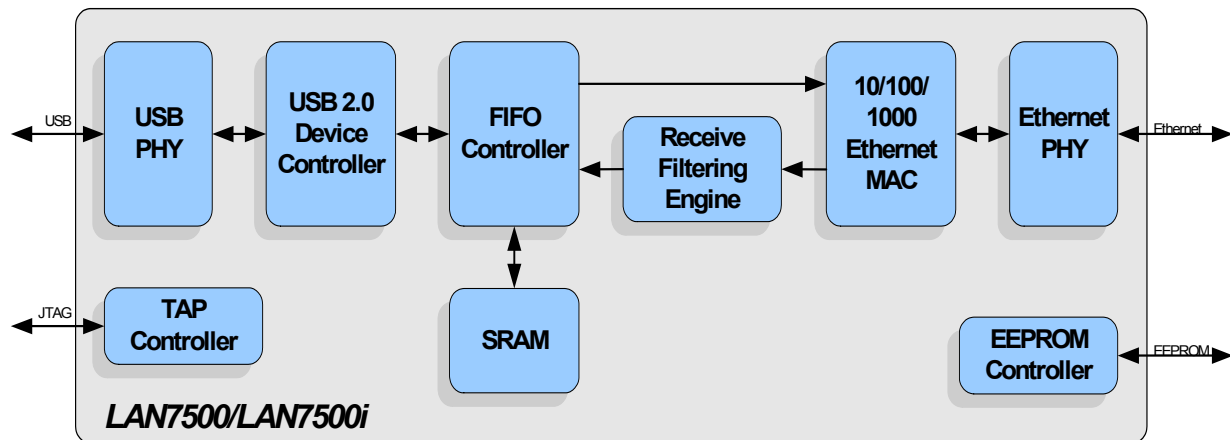 USB
USB
PHY
USB 2.0
Device
Controller
FIFO
Controller
Receive
Filtering
Engine
10/100/
1000
Ethernet
MAC
Ethernet
PHY
Ethernet
JTAG
TAP
Controller
SRAM
EEPROM
Controller
EEPROM
LAN7500/LAN7500i